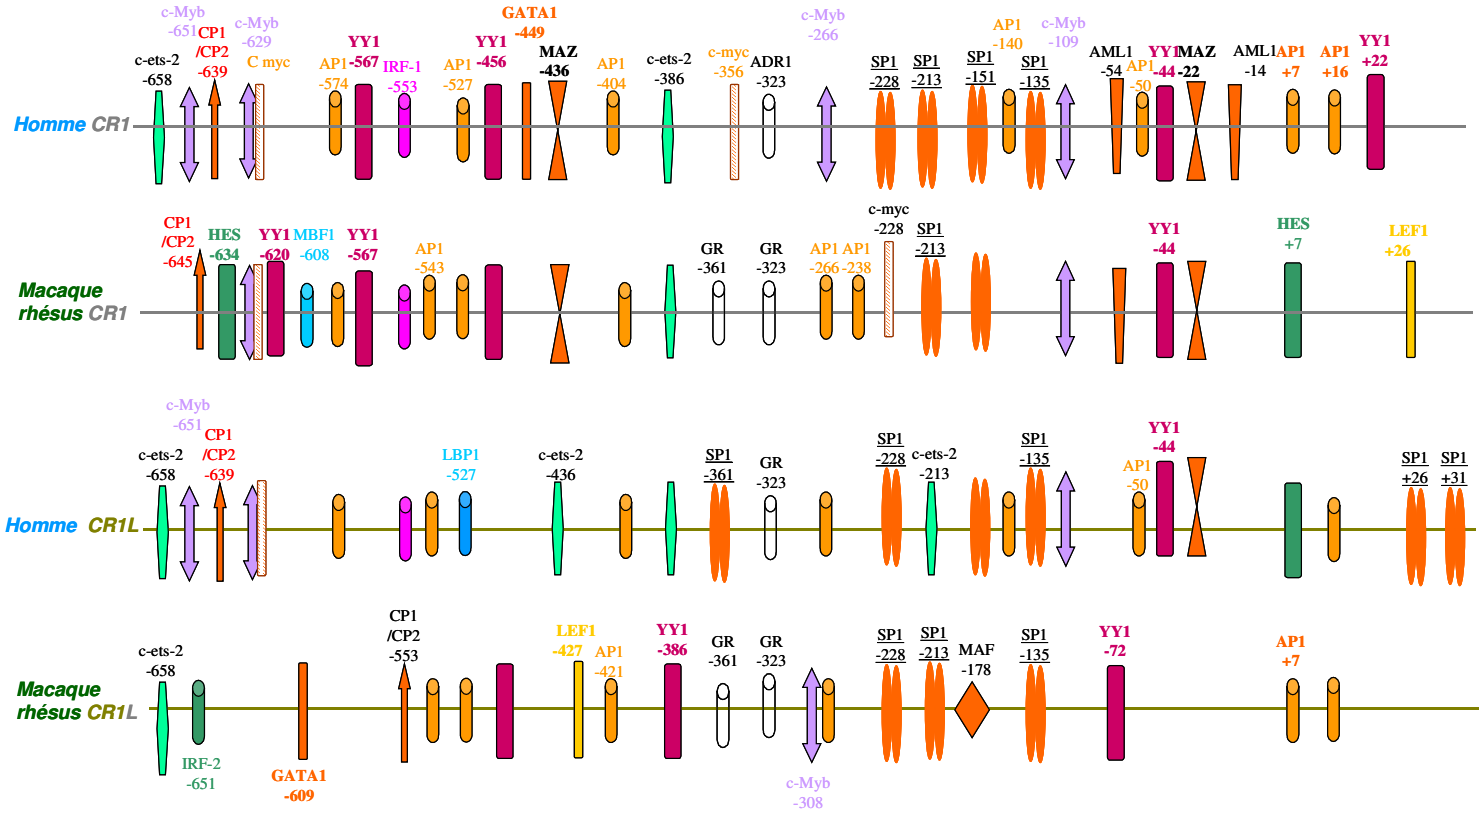 c-Myb
-651
CP1
/CP2
-639
c-Myb
-629
C myc
c-ets-2
-658
AP1
-574
YY1
-567
IRF-1
-553
AP1
-527
YY1
-456
GATA1
-449
MAZ
-436
AP1
-404
c-ets-2
-386
c-myc
-356
ADR1
-323
c-Myb
-266
SP1
-228
SP1
-213
SP1
-151
AP1
-140
SP1
-135
c-Myb
-109
AML1
-54
AP1
-50
YY1
-44
MAZ
-22
AML1
-14
AP1
+7
AP1
+16
YY1
+22
Homme CR1
CP1
/CP2
-645
HES
-634
YY1
-620
MBF1
-608
YY1
-567
AP1
-543
GR
-361
GR
-323
AP1
-266
AP1
-238
c-myc
-228
SP1
-213
YY1
-44
HES
+7
LEF1
+26
Macaque
rhésus CR1
c-Myb
-651
c-ets-2
-658
CP1
/CP2
-639
LBP1
-527
c-ets-2
-436
SP1
-361
GR
-323
SP1
-228
c-ets-2
-213
SP1
-135
AP1
-50
YY1
-44
SP1
+26
SP1
+31
Homme CR1L
c-ets-2
-658
CP1
/CP2
-553
LEF1
-427
AP1
-421
YY1
-386
GR
-361
GR
-323
SP1
-228
SP1
-213
MAF
-178
SP1
-135
YY1
-72
AP1
+7
Macaque
rhésus CR1L
IRF-2
-651
GATA1
-609
c-Myb
-308